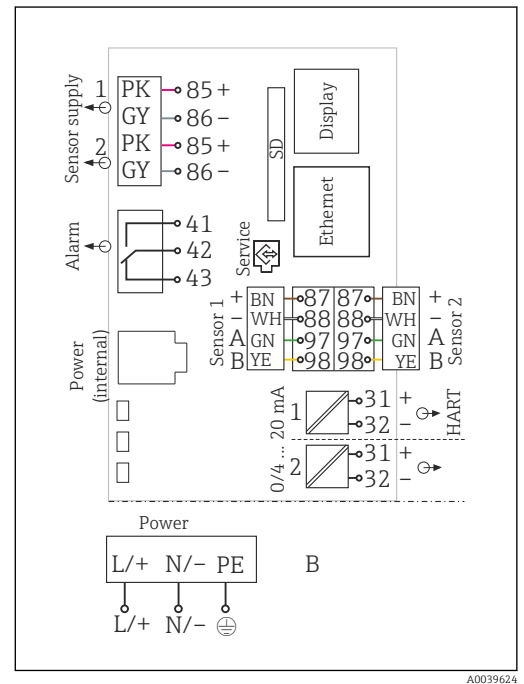 Sensor supply
1 PK 85 +
GY 86 −
2 PK 85 +
GY 86 −
Display
SD
Ethernet
Alarm
41
42
43
Service
Sensor 1
+ BN 87 87 BN +
− WH 88 88 WH −
A GN 97 97 GN A
B YE 98 98 YE B
Sensor 2
Power
(internal)
0/4 ... 20 mA
1 31 +
32 −
HART
2 31 +
32 −
Power
L/+ N/− PE
B
L/+ N/−
A0039624